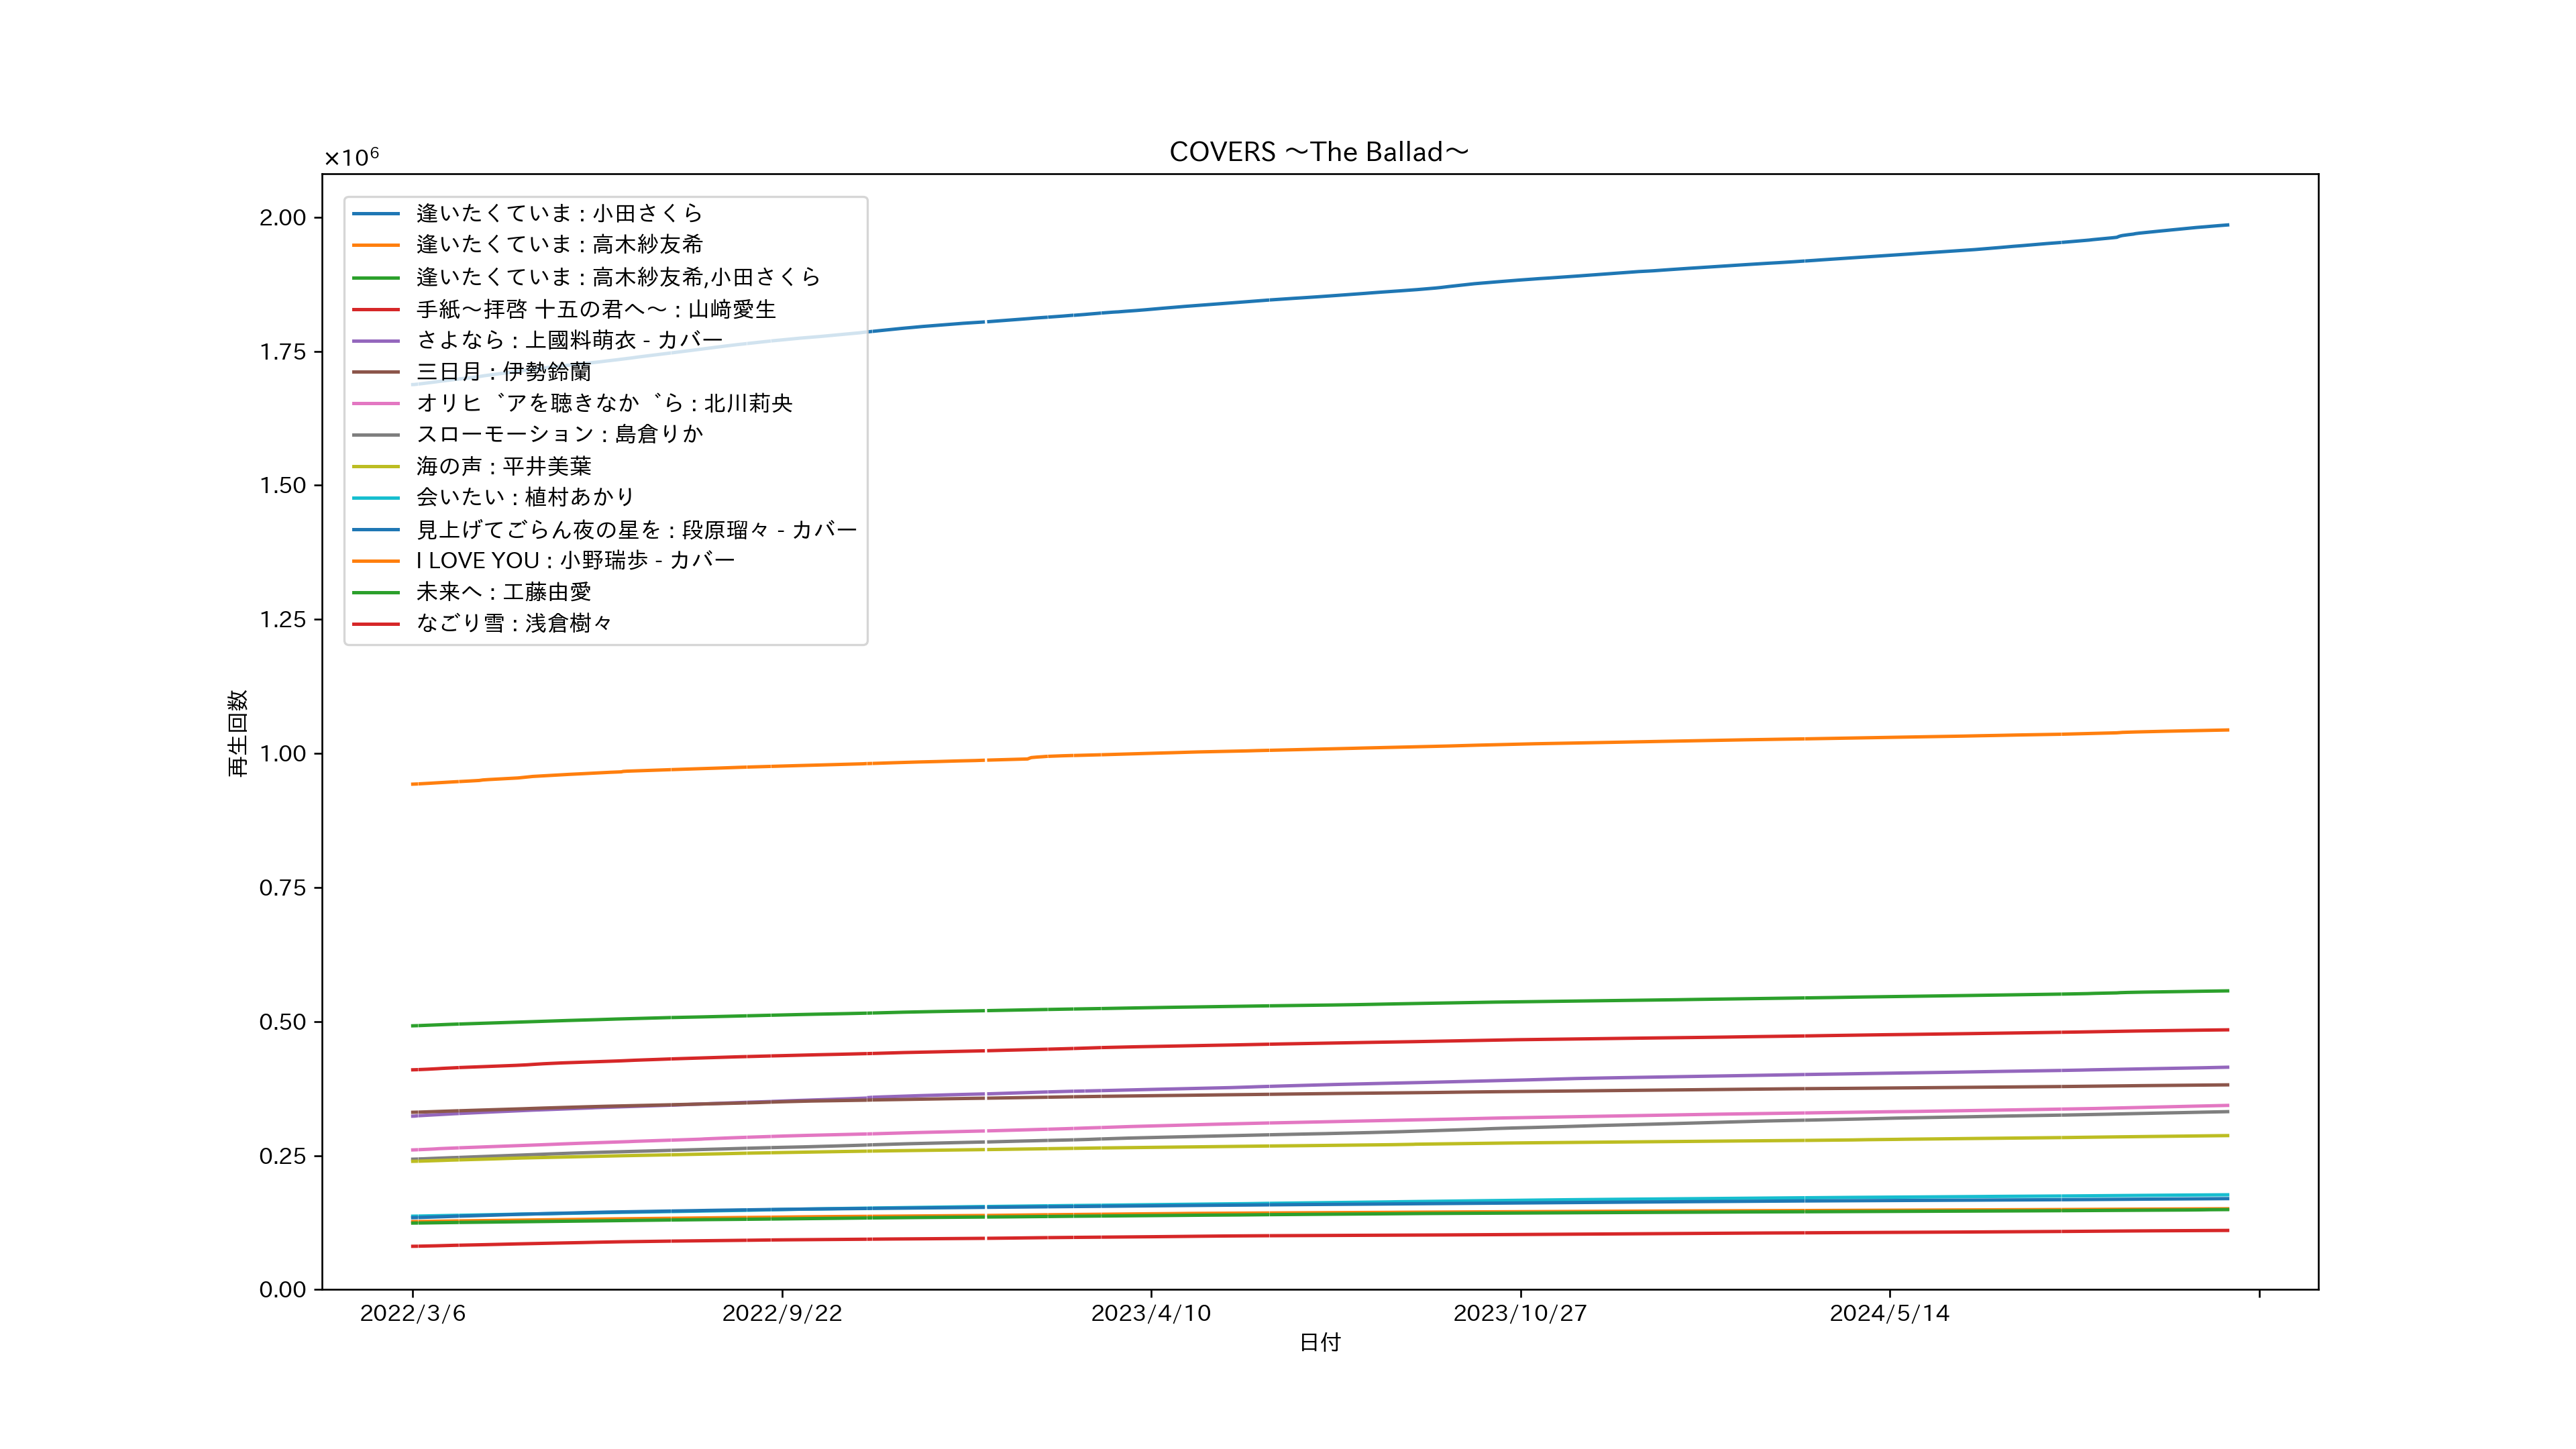 COVERS ～The Ballad～
×10⁶
2.00
1.75
1.50
1.25
1.00
0.75
0.50
0.25
0.00
再生回数
逢いたくていま : 小田さくら
逢いたくていま : 高木紗友希
逢いたくていま : 高木紗友希,小田さくら
手紙～拝啓 十五の君へ～ : 山﨑愛生
さよなら : 上國料萌衣 - カバー
三日月 : 伊勢鈴蘭
オリヒ゛アを聴きなか゛ら : 北川莉央
スローモーション : 島倉りか
海の声 : 平井美葉
会いたい : 植村あかり
見上げてごらん夜の星を : 段原瑠々 - カバー
I LOVE YOU : 小野瑞歩 - カバー
未来へ : 工藤由愛
なごり雪 : 浅倉樹々
2022/3/6
2022/9/22
2023/4/10
2023/10/27
2024/5/14
日付